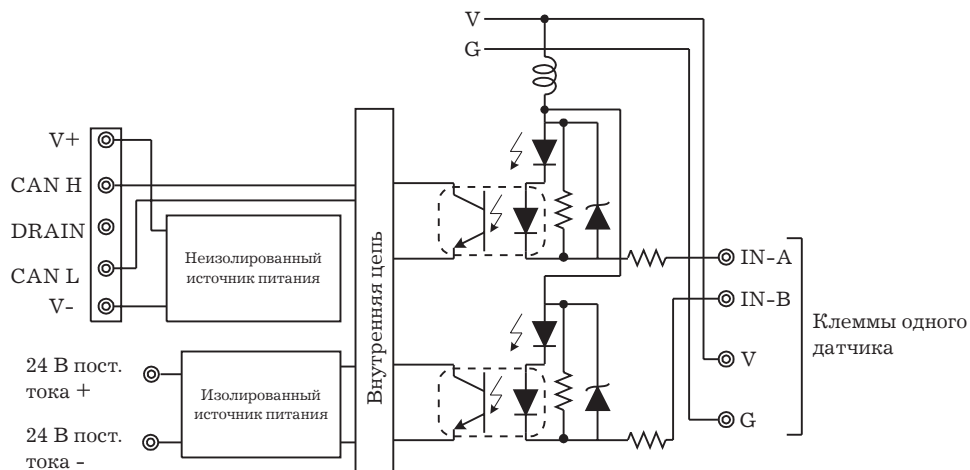 V
G
V+
CAN H
DRAIN
CAN L
V-
Неизолированный
источник питания
24 В пост.
тока +
24 В пост.
тока -
Изолированный
источник питания
Внутренняя цепь
IN-A
IN-B
V
G
Клеммы одного
датчика